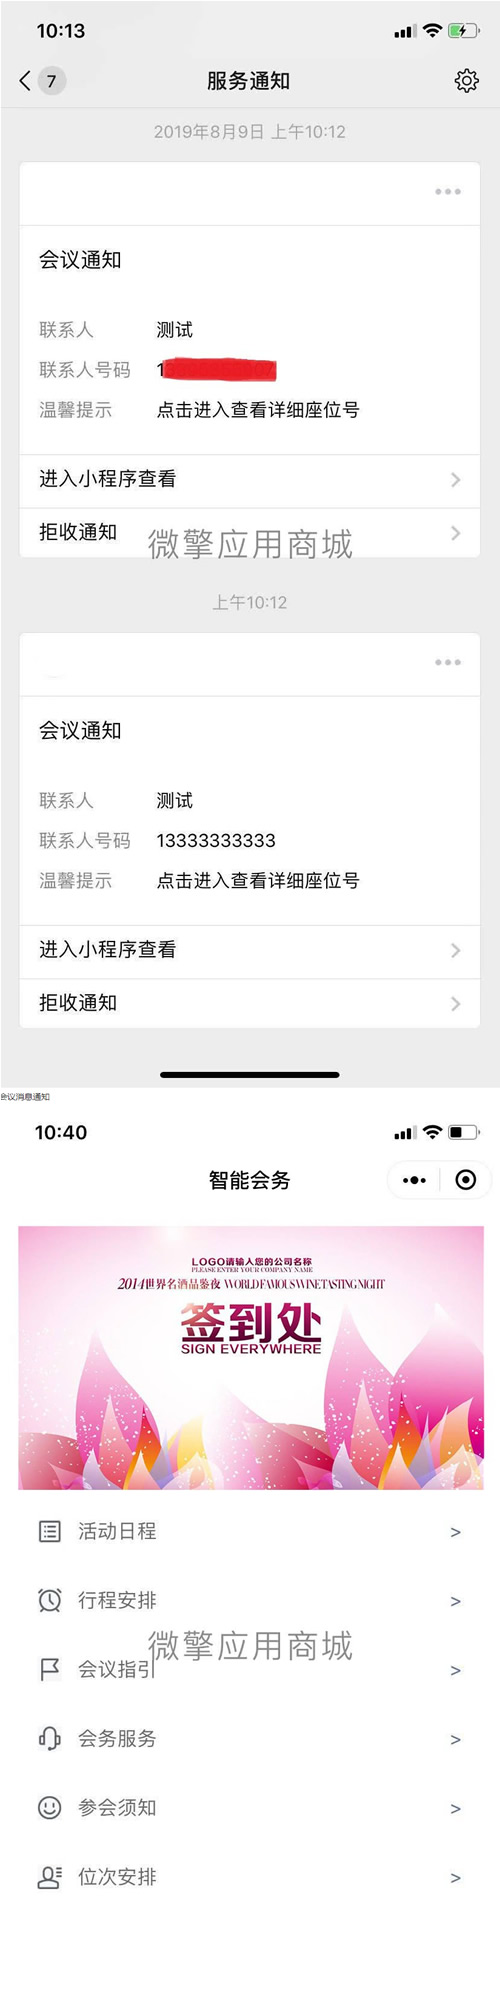 10:13
7
服务通知
2019年8月9日 上午10:12
会议通知
联系人 测试
联系人号码 1
温馨提示 点击进入查看详细座位号
进入小程序查看
拒收通知
微擎应用商城
上午10:12
会议通知
联系人 测试
联系人号码 13333333333
温馨提示 点击进入查看详细座位号
进入小程序查看
拒收通知
会议消息通知
10:40
智能会务
LOGO请输入您的公司名称
PLEASE ENTER YOUR COMPANY NAME
2014世界名酒品鉴夜 WORLD FAMOUS WINE TASTING NIGHT
签到处
SIGN EVERYWHERE
活动日程 >
行程安排 >
微擎应用商城
会议指引 >
会务服务 >
参会须知 >
位次安排 >